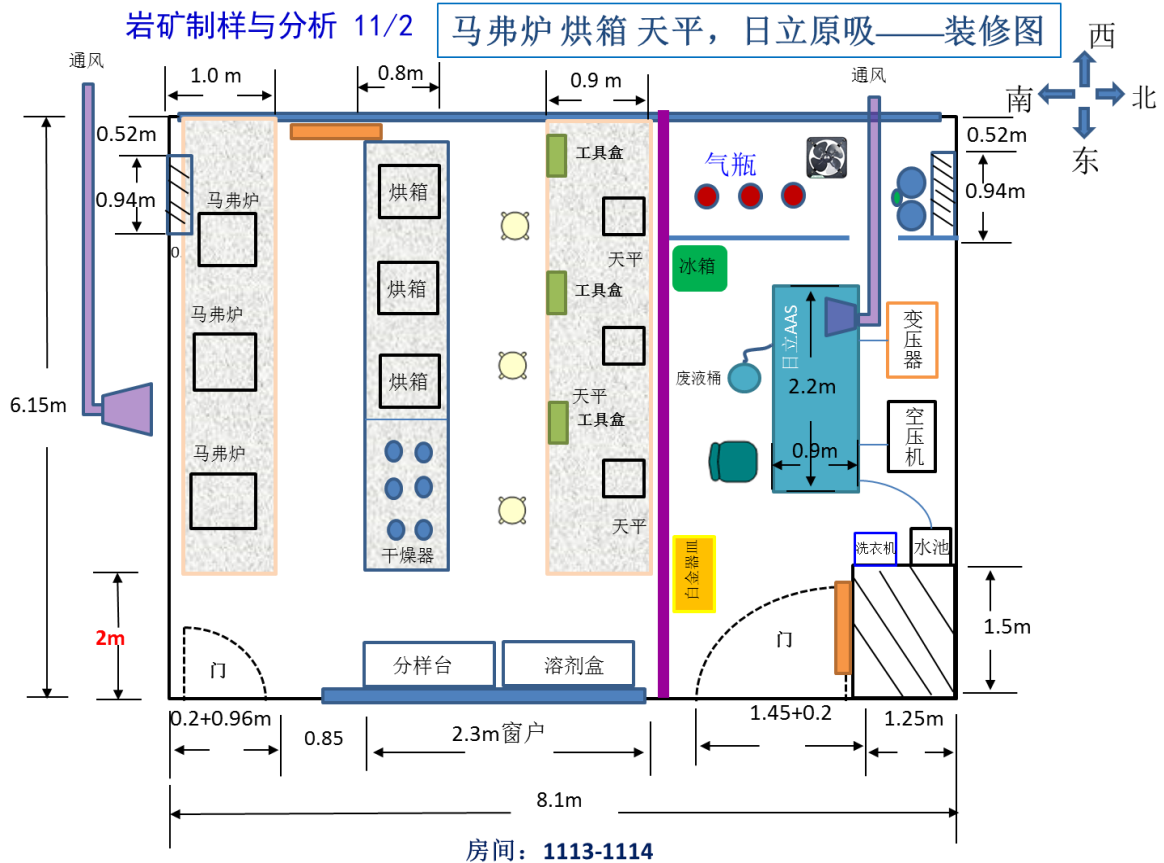 岩矿制样与分析 11/2
马弗炉 烘箱 天平，日立原吸——装修图
西
南
北
东
通风
1.0 m
0.8m
0.9 m
通风
0.52m
0.94m
0.52m
0.94m
工具盒
气瓶
马弗炉
烘箱
0.
天平
冰箱
马弗炉
烘箱
工具盒
日立AAS
变压器
废液桶
2.2m
6.15m
烘箱
天平
工具盒
马弗炉
0.9m
空压机
天平
干燥器
洗衣机
水池
白金器皿
2m
门
分样台
溶剂盒
门
1.5m
0.2+0.96m
0.85
2.3m窗户
1.45+0.2
1.25m
8.1m
房间：1113-1114